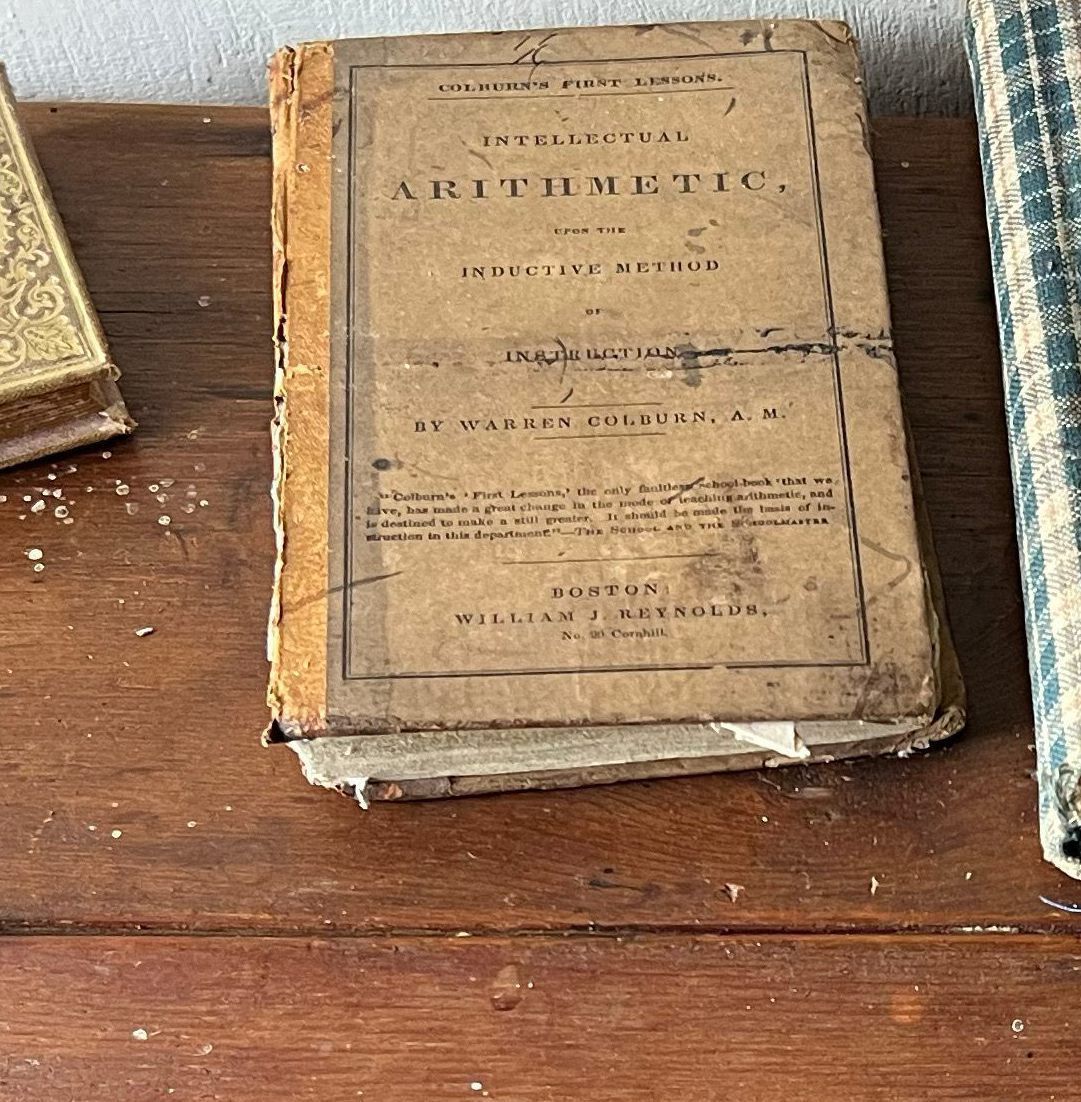 COLBURN'S FIRST LESSONS.
INTELLECTUAL
ARITHMETIC,
UPON THE
INDUCTIVE METHOD
OF
INSTRUCTION
BY WARREN COLBURN, A. M.
"Colburn's 'First Lessons,' the only faultless school-book that we
have, has made a great change in the mode of teaching arithmetic, and
is destined to make a still greater. It should be made the basis of in-
struction in this department."—THE SCHOOL AND THE SCHOOLMASTER
BOSTON:
WILLIAM J. REYNOLDS,
No. Cornhill.